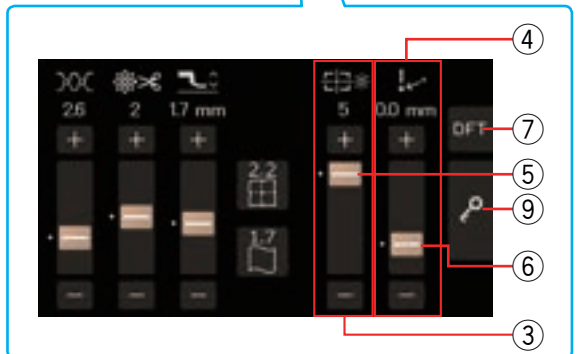 ④
2.6 2 1.7 mm 5 0.0 mm
+ + + + +
DFT
⑦
2.2
⑤
⑨
1.7
⑥
− − − − −
③